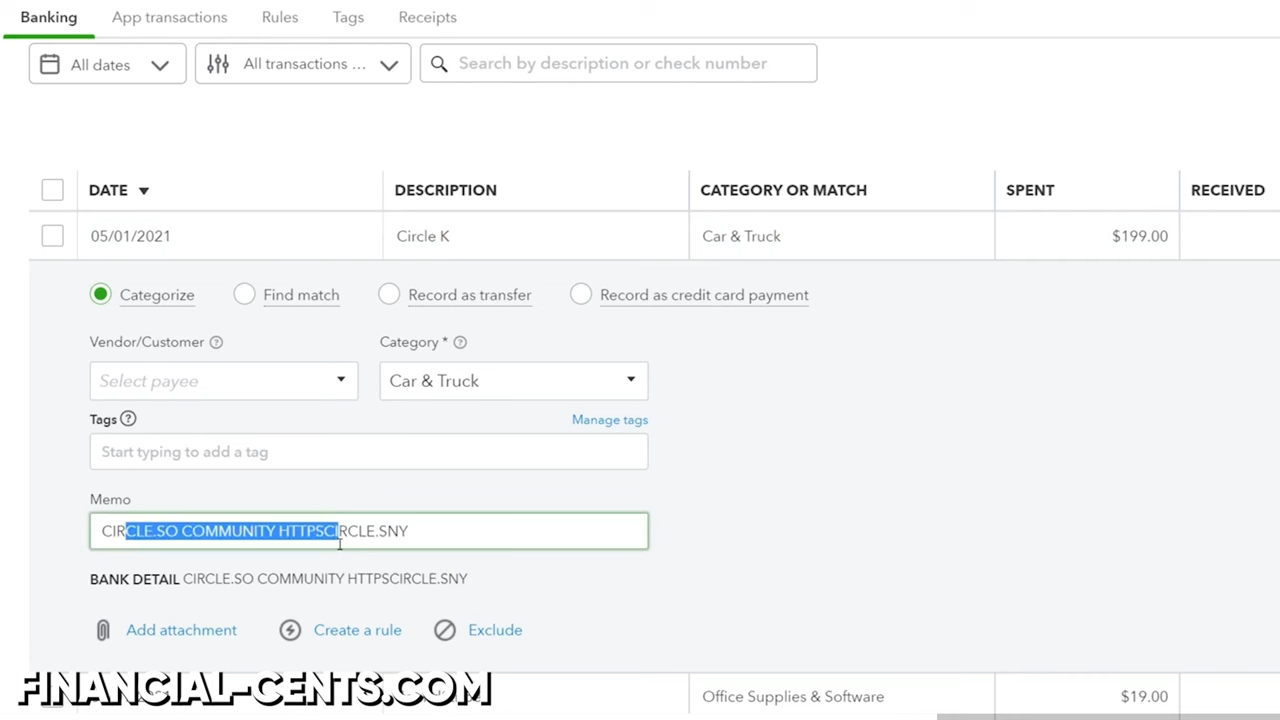 Banking App transactions Rules Tags Receipts
All dates All transactions ... Search by description or check number
DATE DESCRIPTION CATEGORY OR MATCH SPENT RECEIVED
05/01/2021 Circle K Car & Truck $199.00
Categorize Find match Record as transfer Record as credit card payment
Vendor/Customer Category *
Select payee Car & Truck
Tags Manage tags
Start typing to add a tag
Memo
CIRCLE.SO COMMUNITY HTTPSCIRCLE.SNY
BANK DETAIL CIRCLE.SO COMMUNITY HTTPSCIRCLE.SNY
Add attachment Create a rule Exclude
FINANCIAL-CENTS.COM
Office Supplies & Software $19.00